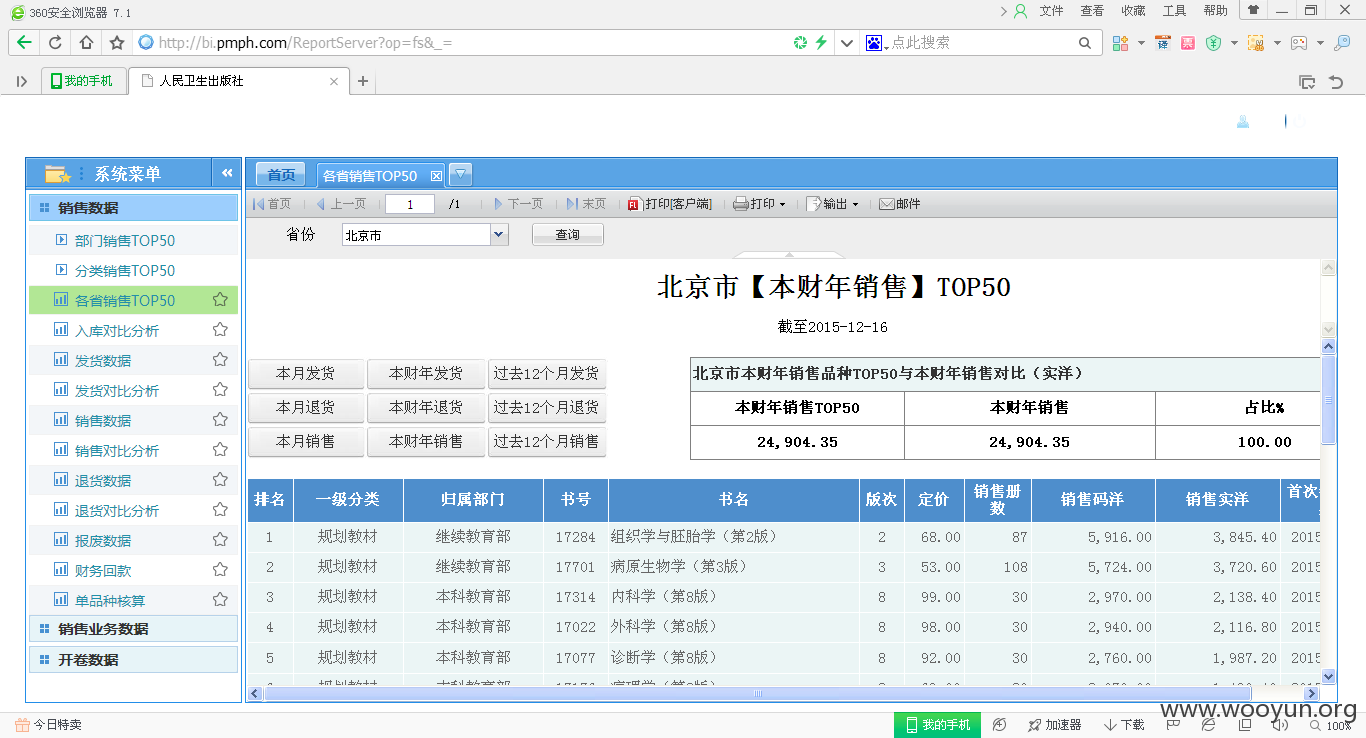 360安全浏览器 7.1
文件 查看 收藏 工具 帮助
http://bi.pmph.com/ReportServer?op=fs&_=
点此搜索
我的手机 人民卫生出版社
系统菜单
首页 各省销售TOP50
首页 上一页 1 /1 下一页 末页 打印[客户端] 打印 输出 邮件
省份 北京市 查询
销售数据
部门销售TOP50
分类销售TOP50
各省销售TOP50
入库对比分析
发货数据
发货对比分析
销售数据
销售对比分析
退货数据
退货对比分析
报废数据
财务回款
单品种核算
销售业务数据
开卷数据
北京市【本财年销售】TOP50
截至2015-12-16
本月发货 本财年发货 过去12个月发货
本月退货 本财年退货 过去12个月退货
本月销售 本财年销售 过去12个月销售
北京市本财年销售品种TOP50与本财年销售对比（实洋）
本财年销售TOP50 本财年销售 占比%
24,904.35 24,904.35 100.00
排名 一级分类 归属部门 书号 书名 版次 定价 销售册数 销售码洋 销售实洋 首次
1 规划教材 继续教育部 17284 组织学与胚胎学（第2版） 2 68.00 87 5,916.00 3,845.40 2015
2 规划教材 继续教育部 17701 病原生物学（第3版） 3 53.00 108 5,724.00 3,720.60 2015
3 规划教材 本科教育部 17314 内科学（第8版） 8 99.00 30 2,970.00 2,138.40 2015
4 规划教材 本科教育部 17022 外科学（第8版） 8 98.00 30 2,940.00 2,116.80 2015
5 规划教材 本科教育部 17077 诊断学（第8版） 8 92.00 30 2,760.00 1,987.20 2015
www.wooyun.org
今日特卖
我的手机 加速器 下载 100%